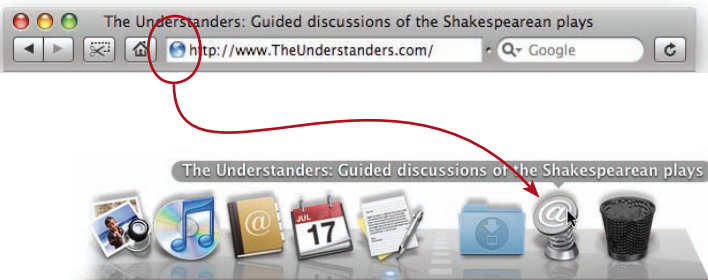 The Understanders: Guided discussions of the Shakespearean plays
http://www.TheUnderstanders.com/
Google
The Understanders: Guided discussions of the Shakespearean plays
@
JUL
17
@